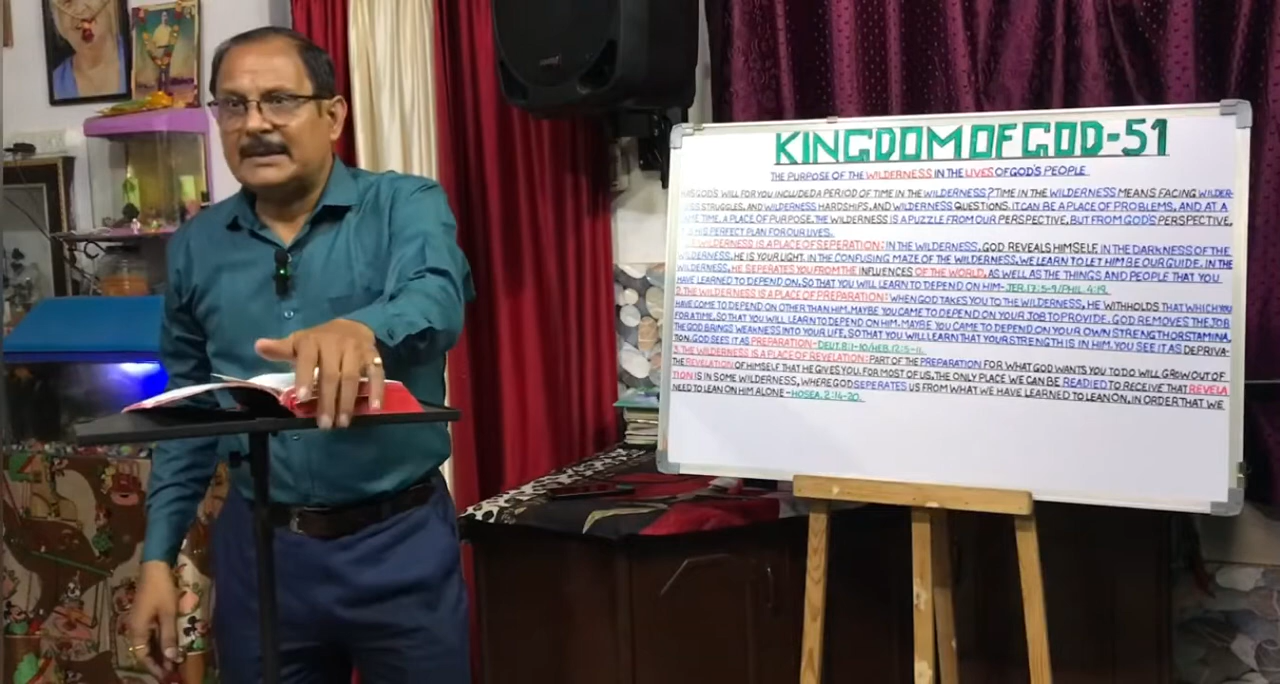 KINGDOM OF GOD-51
THE PURPOSE OF THE WILDERNESS IN THE LIVES OF GOD'S PEOPLE
GOD'S WILL FOR YOU INCLUDED A PERIOD OF TIME IN THE WILDERNESS? TIME IN THE WILDERNESS MEANS FACING WILDER-
STRUGGLES, AND WILDERNESS HARDSHIPS, AND WILDERNESS QUESTIONS. IT CAN BE A PLACE OF PROBLEMS, AND AT A
TIME, A PLACE OF PURPOSE. THE WILDERNESS IS A PUZZLE FROM OUR PERSPECTIVE, BUT FROM GOD'S PERSPECTIVE,
HIS PERFECT PLAN FOR OUR LIVES.
WILDERNESS IS A PLACE OF SEPERATION: IN THE WILDERNESS, GOD REVEALS HIMSELF, IN THE DARKNESS OF THE
WILDERNESS, HE IS YOUR LIGHT. IN THE CONFUSING MAZE OF THE WILDERNESS, WE LEARN TO LET HIM BE OUR GUIDE. IN THE
WILDERNESS, HE SEPERATES YOU FROM THE INFLUENCES OF THE WORLD, AS WELL AS THE THINGS AND PEOPLE THAT YOU
HAVE LEARNED TO DEPEND ON, SO THAT YOU WILL LEARN TO DEPEND ON HIM- JER.17:5-9/PHIL.4:19.
2. THE WILDERNESS IS A PLACE OF PREPARATION: WHEN GOD TAKES YOU TO THE WILDERNESS, HE WITHHOLDS THAT WHICH YOU
HAVE COME TO DEPEND ON OTHER THAN HIM. MAYBE YOU CAME TO DEPEND ON YOUR JOB TO PROVIDE. GOD REMOVES THE JOB
FOR A TIME, SO THAT YOU WILL LEARN TO DEPEND ON HIM. MAYBE YOU CAME TO DEPEND ON YOUR OWN STRENGTH OR STAMINA,
THE GOD BRINGS WEAKNESS INTO YOUR LIFE, SO THAT YOU WILL LEARN THAT YOUR STRENGTH IS IN HIM. YOU SEE IT AS DEPRIVA-
TION. GOD SEES IT AS PREPARATION- DEUT.8:1-10/HEB.12:5-11.
3. THE WILDERNESS IS A PLACE OF REVELATION: PART OF THE PREPARATION FOR WHAT GOD WANTS YOU TO DO WILL GROW OUT OF
THE REVELATION OF HIMSELF THAT HE GIVES YOU. FOR MOST OF US, THE ONLY PLACE WE CAN BE READIED TO RECEIVE THAT REVELA
TION IS IN SOME WILDERNESS, WHERE GOD SEPERATES US FROM WHAT WE HAVE LEARNED TO LEAN ON, IN ORDER THAT WE
NEED TO LEAN ON HIM ALONE-HOSEA.2:14-20.